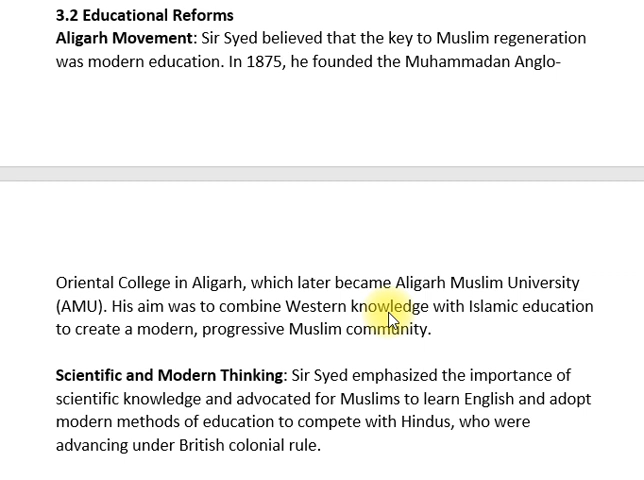 3.2 Educational Reforms
Aligarh Movement: Sir Syed believed that the key to Muslim regeneration
was modern education. In 1875, he founded the Muhammadan Anglo-
Oriental College in Aligarh, which later became Aligarh Muslim University
(AMU). His aim was to combine Western knowledge with Islamic education
to create a modern, progressive Muslim community.
Scientific and Modern Thinking: Sir Syed emphasized the importance of
scientific knowledge and advocated for Muslims to learn English and adopt
modern methods of education to compete with Hindus, who were
advancing under British colonial rule.